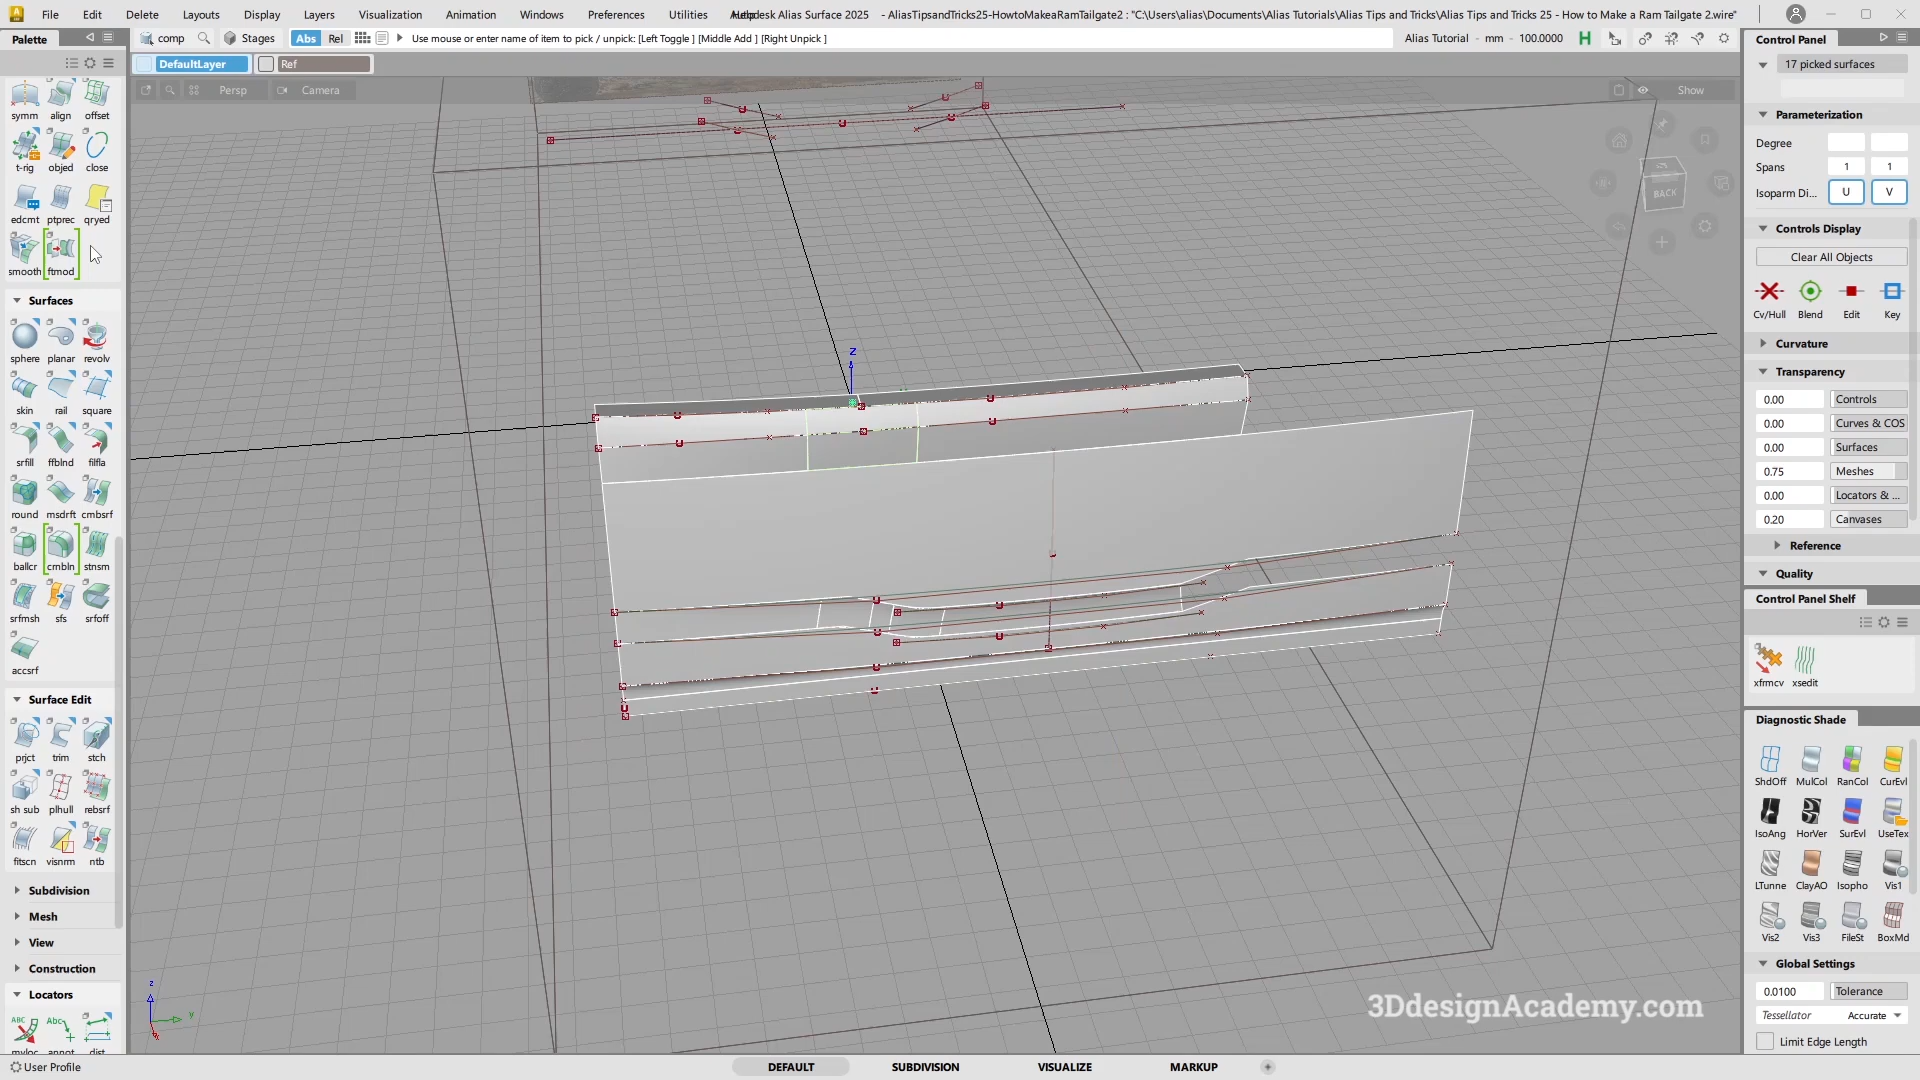 File Edit Delete Layouts Display Layers Visualization Animation Windows Preferences Utilities Autodesk Alias Surface 2025 - AliasTipsandTricks25-HowtoMakeaRamTailgate2 : "C:\Users\alias\Documents\Alias Tutorials\Alias Tips and Tricks\Alias Tips and Tricks 25 - How to Make a Ram Tailgate 2.wire"
Palette
comp Stages Abs Rel Use mouse or enter name of item to pick / unpick: [Left Toggle ] [Middle Add ] [Right Unpick ] Alias Tutorial - mm - 100.0000 H
Control Panel
DefaultLayer Ref
17 picked surfaces
Persp Camera Show
symm align offset
t-rig objed close
edcmt ptprec qryed
smooth ftmod
Surfaces
sphere planar revolv
skin rail square
srfill ffblnd filfla
round msdrft cmbsrf
ballcr crnbln stnsm
srfmsh sfs srfoff
accsrf
Surface Edit
prjct trim stch
sh sub plhull rebsrf
fitscn visnrm ntb
Subdivision
Mesh
View
Construction
Locators
ABC Abc
myloc annot dist
User Profile
BACK
z
z
y
3DdesignAcademy.com
Parameterization
Degree
Spans 1 1
Isoparm Di... U V
Controls Display
Clear All Objects
Cv/Hull Blend Edit Key
Curvature
Transparency
0.00 Controls
0.00 Curves & COS
0.00 Surfaces
0.75 Meshes
0.00 Locators & ...
0.20 Canvases
Reference
Quality
Control Panel Shelf
xfrmcv xsedit
Diagnostic Shade
ShdOff MulCol RanCol CurEvl
IsoAng HorVer SurEvl UseTex
LTunne ClayAO Isopho Vis1
Vis2 Vis3 FileSt BoxMd
Global Settings
0.0100 Tolerance
Tessellator Accurate
Limit Edge Length
DEFAULT SUBDIVISION VISUALIZE MARKUP